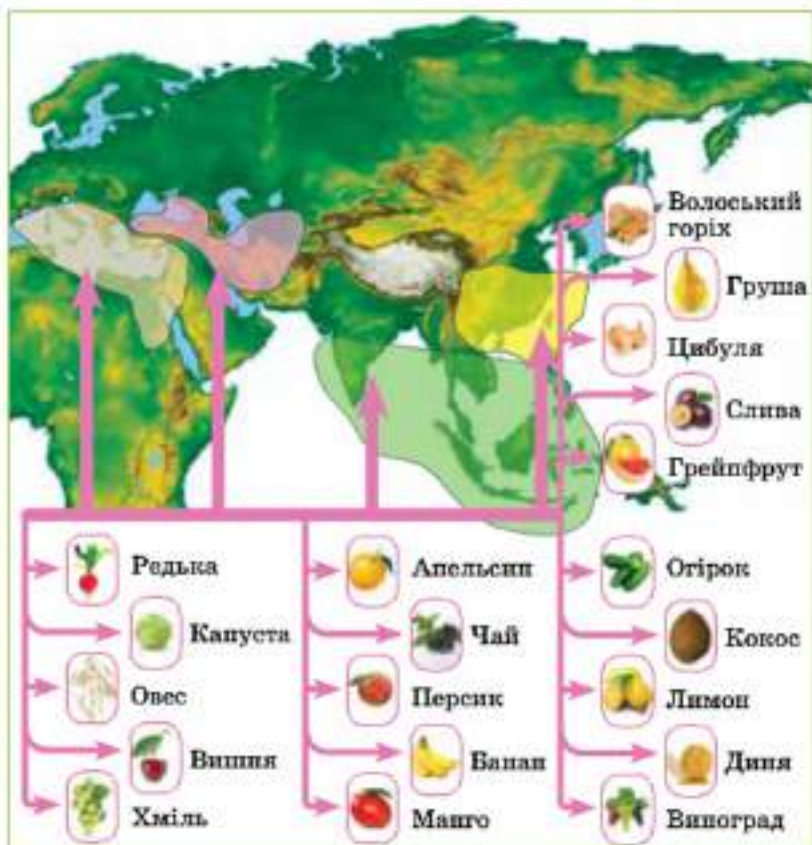 Волоський
горіх
Груша
Цибуля
Слива
Грейпфрут
Редька
Капуста
Овес
Вишня
Хміль
Апельсин
Чай
Персик
Банан
Манго
Огірок
Кокос
Лимон
Диня
Виноград